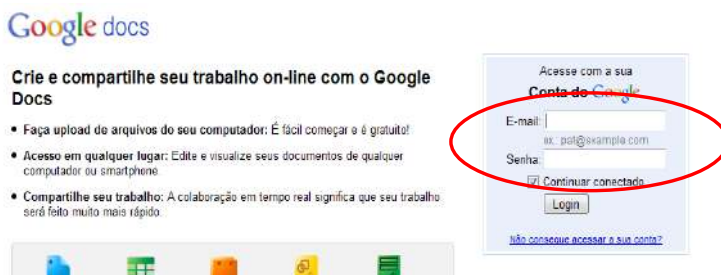 Google docs
Crie e compartilhe seu trabalho on-line com o Google
Docs
• Faça upload de arquivos do seu computador: É fácil começar e é gratuito!
• Acesso em qualquer lugar: Edite e visualize seus documentos de qualquer
computador ou smartphone
• Compartilhe seu trabalho: A colaboração em tempo real significa que seu trabalho
será feito muito mais rápido.
Acesse com a sua
Conta do Google
E-mail:
ex: pat@example.com
Senha:
Continuar conectado
Login
Não consegue acessar a sua conta?